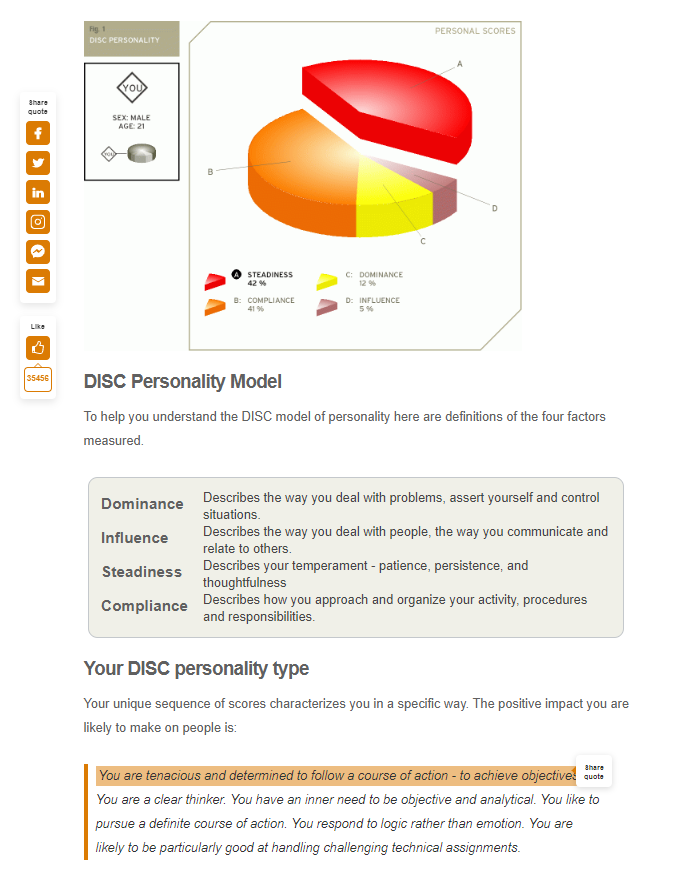 Fig. 1
DISC PERSONALITY
PERSONAL SCORES
YOU
SEX: MALE
AGE: 21
YOU
A
B
C
D
A STEADINESS
42 %
C: DOMINANCE
12 %
B: COMPLIANCE
41 %
D: INFLUENCE
5 %
Share
quote
Like
35456
DISC Personality Model
To help you understand the DISC model of personality here are definitions of the four factors
measured.
Dominance Describes the way you deal with problems, assert yourself and control
situations.
Influence Describes the way you deal with people, the way you communicate and
relate to others.
Steadiness Describes your temperament - patience, persistence, and
thoughtfulness
Compliance Describes how you approach and organize your activity, procedures
and responsibilities.
Your DISC personality type
Your unique sequence of scores characterizes you in a specific way. The positive impact you are
likely to make on people is:
You are tenacious and determined to follow a course of action - to achieve objectives
Share
quote
You are a clear thinker. You have an inner need to be objective and analytical. You like to
pursue a definite course of action. You respond to logic rather than emotion. You are
likely to be particularly good at handling challenging technical assignments.